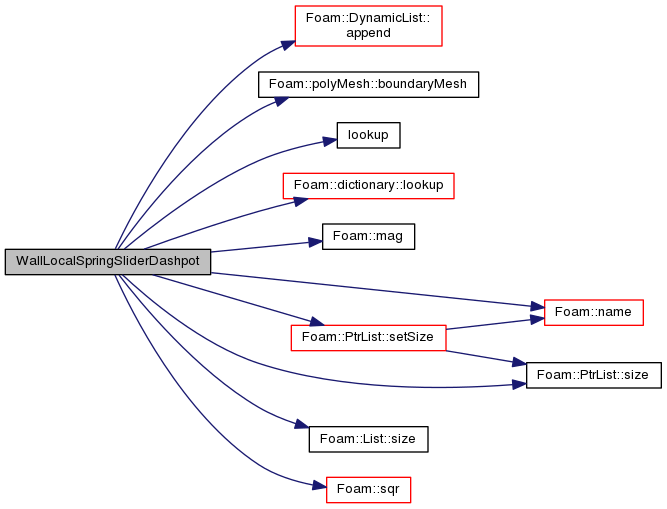 Foam::DynamicList::
append
Foam::polyMesh::boundaryMesh
lookup
Foam::dictionary::lookup
Foam::mag
WallLocalSpringSliderDashpot
Foam::name
Foam::PtrList::setSize
Foam::PtrList::size
Foam::List::size
Foam::sqr